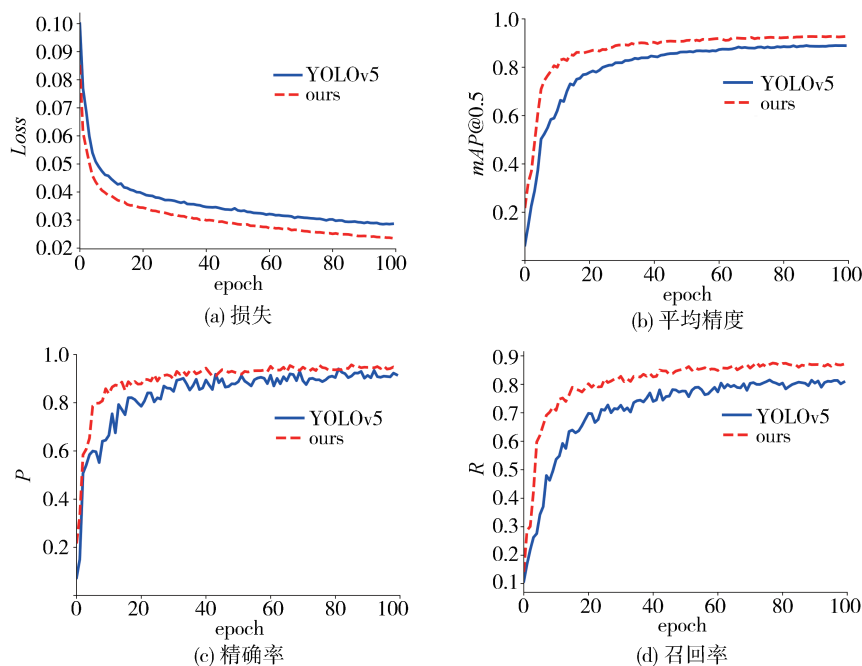 0.10
0.09
0.08
0.07
0.06
0.05
0.04
0.03
0.02
Loss
YOLOv5
ours
0
20
40
60
80
100
epoch
(a) 损失
1.0
0.8
0.6
0.4
0.2
mAP@0.5
YOLOv5
ours
0
20
40
60
80
100
epoch
(b) 平均精度
1.0
0.8
0.6
0.4
0.2
P
YOLOv5
ours
0
20
40
60
80
100
epoch
(c) 精确率
0.9
0.8
0.7
0.6
0.5
0.4
0.3
0.2
0.1
R
YOLOv5
ours
0
20
40
60
80
100
epoch
(d) 召回率